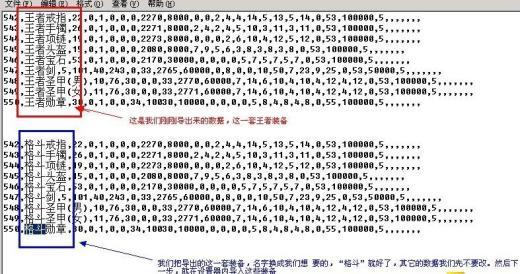 文件(F) 编辑(E) 格式(O) 查看(V) 帮助(H)
542,王者戒指,22,0,1,0,0,0,2270,8000,0,0,2,4,4,14,5,13,5,14,0,53,100000,5,,,,,,,
543,王者手镯,26,0,1,0,0,0,2271,8000,0,2,4,2,4,5,10,3,11,3,11,0,53,100000,5,,,,,,,
544,王者项链,19,0,1,0,0,0,2273,8000,0,0,0,2,6,10,4,12,5,12,0,53,100000,5,,,,,,,
545,王者头盔,15,0,1,0,0,0,2080,8000,7,9,5,6,3,8,3,8,3,8,0,53,100000,5,,,,,,,
546,王者宝石,53,0,1,0,0,0,2170,30000,0,0,0,0,5,7,5,7,5,7,0,53,100000,5,,,,,,,
547,王者剑,5,101,40,243,0,33,2265,60000,0,8,0,0,10,50,7,23,9,25,0,53,50000,5,,,,,,,
548,王者圣甲(男),10,76,30,0,0,33,2770,60000,7,14,6,10,4,10,4,12,4,12,0,53,100000,5,,,,,,,
549,王者圣甲(女),11,76,30,0,0,33,2771,60000,7,14,6,10,4,10,4,12,4,12,0,53,100000,5,,,,,,,
550,王者勋章,30,0,1,0,0,34,10030,10000,0,0,0,0,5,8,4,8,4,8,0,55,100000,5,,,,,,,
这是我们刚刚导出来的数据，这一套王者装备
542,格斗戒指,22,0,1,0,0,0,2270,8000,0,0,2,4,4,14,5,13,5,14,0,53,100000,5,,,,,,,
543,格斗手镯,26,0,1,0,0,0,2271,8000,0,2,4,2,4,5,10,3,11,3,11,0,53,100000,5,,,,,,,
544,格斗项链,19,0,1,0,0,0,2273,8000,0,0,0,2,6,10,4,12,5,12,0,53,100000,5,,,,,,,
545,格斗头盔,15,0,1,0,0,0,2080,8000,7,9,5,6,3,8,3,8,3,8,0,53,100000,5,,,,,,,
546,格斗宝石,53,0,1,0,0,0,2170,30000,0,0,0,0,5,7,5,7,5,7,0,53,100000,5,,,,,,,
547,格斗剑,5,101,40,243,0,33,2265,60000,0,8,0,0,10,50,7,23,9,25,0,53,50000,5,,,,,,,
548,格斗圣甲(男),10,76,30,0,0,33,2770,60000,7,14,6,10,4,10,4,12,4,12,0,53,100000,5,,,,,,,
549,格斗圣甲(女),11,76,30,0,0,33,2771,60000,7,14,6,10,4,10,4,12,4,12,0,53,100000,5,,,,,,,
550,格斗勋章,30,0,1,0,0,34,10030,10000,0,0,0,0,5,8,4,8,4,8,0,55,100000,5,,,,,,,
我们把导出的这一套装备，名字换成我们想 要的，“格斗”就好了，其它的数据我们先不要改。然后下
一步，就在设置器内导入这些装备